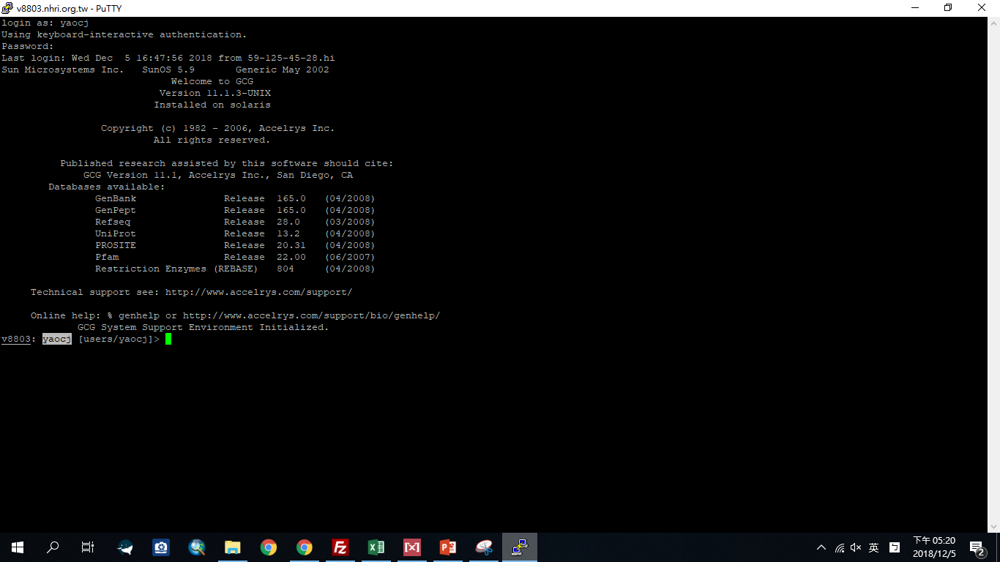 v8803.nhri.org.tw - PuTTY
login as: yaocj
Using keyboard-interactive authentication.
Password:
Last login: Wed Dec  5 16:47:56 2018 from 59-125-45-28.hi
Sun Microsystems Inc.   SunOS 5.9       Generic May 2002
Welcome to GCG
Version 11.1.3-UNIX
Installed on solaris
Copyright (c) 1982 - 2006, Accelrys Inc.
All rights reserved.
Published research assisted by this software should cite:
GCG Version 11.1, Accelrys Inc., San Diego, CA
Databases available:
GenBank Release 165.0 (04/2008)
GenPept Release 165.0 (04/2008)
Refseq Release 28.0 (03/2008)
UniProt Release 13.2 (04/2008)
PROSITE Release 20.31 (04/2008)
Pfam Release 22.00 (06/2007)
Restriction Enzymes (REBASE) 804 (04/2008)
Technical support see: http://www.accelrys.com/support/
Online help: % genhelp or http://www.accelrys.com/support/bio/genhelp/
GCG System Support Environment Initialized.
v8803: yaocj [users/yaocj]>
英 下午 05:20
2018/12/5 2